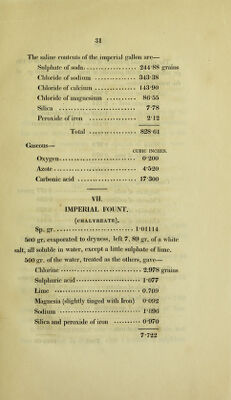 31
The saline contents of the imperial gallon are—
Sulphate of soda ................ 244·88 grains
Chloride of sodium ............ 343·38
Chloride of calcium ............ 143·90
Chloride of magnesium ......... 86·55
Silica ...................... 7·78
Peroxide of iron .............. 2·12
Total .............. 828·61
Gaseous—
CUBIC INCHES.
Oxygen ........................ 0·200
Azote .......................... 4·520
Carbonic acid ................. 17·300
VII.
IMPERIAL FOUNT.
(CHALYBEATE).
Sp. gr. ....................... 1·01114
500 gr. evaporated to dryness, left 7, 89 gr. of a white
salt, all soluble in water, except a little sulphate of lime.
500 gr. of the water, treated as the others, gave—
Chlorine ......................... 2.978 grains
Sulphuric acid .................... 1·077
Lime .......................... 0.709
Magnesia (slightly tinged with Iron) 0·092
Sodium .......................... 1·896
Silica and peroxide of iron ......... 0·970
7·722